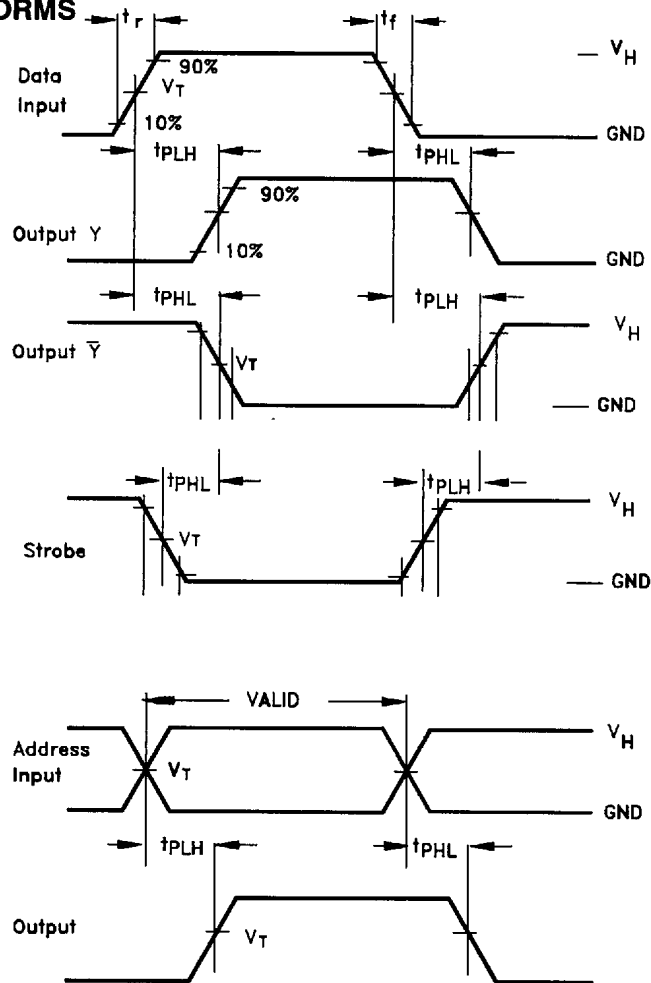 ORMS
tr
tf
VH
Data
Input
90%
VT
10%
GND
tPLH
tPHL
90%
Output Y
10%
GND
tPHL
tPLH
VH
Output Y̅
VT
GND
tPHL
tPLH
VH
Strobe
VT
GND
VALID
VH
Address
Input
VT
GND
tPLH
tPHL
Output
VT